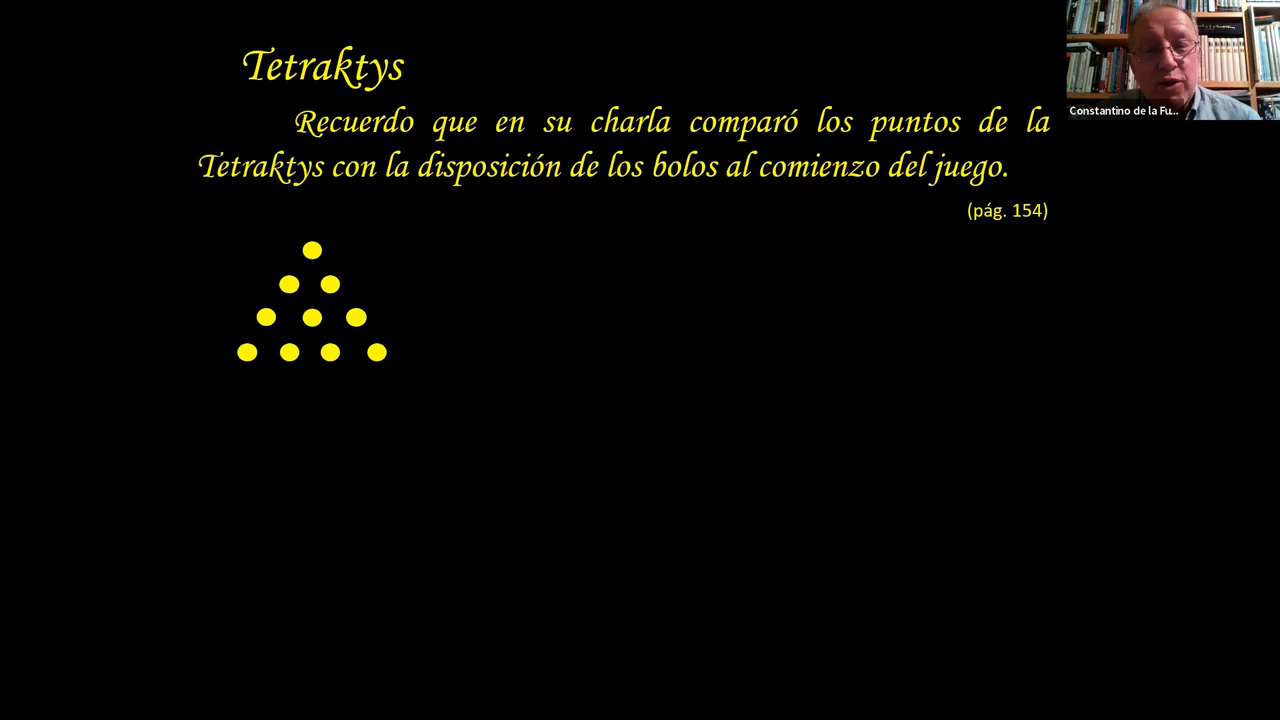 Tetraktys
Recuerdo que en su charla comparó los puntos de la
Tetraktys con la disposición de los bolos al comienzo del juego.
(pág. 154)
Constantino de la Fu...